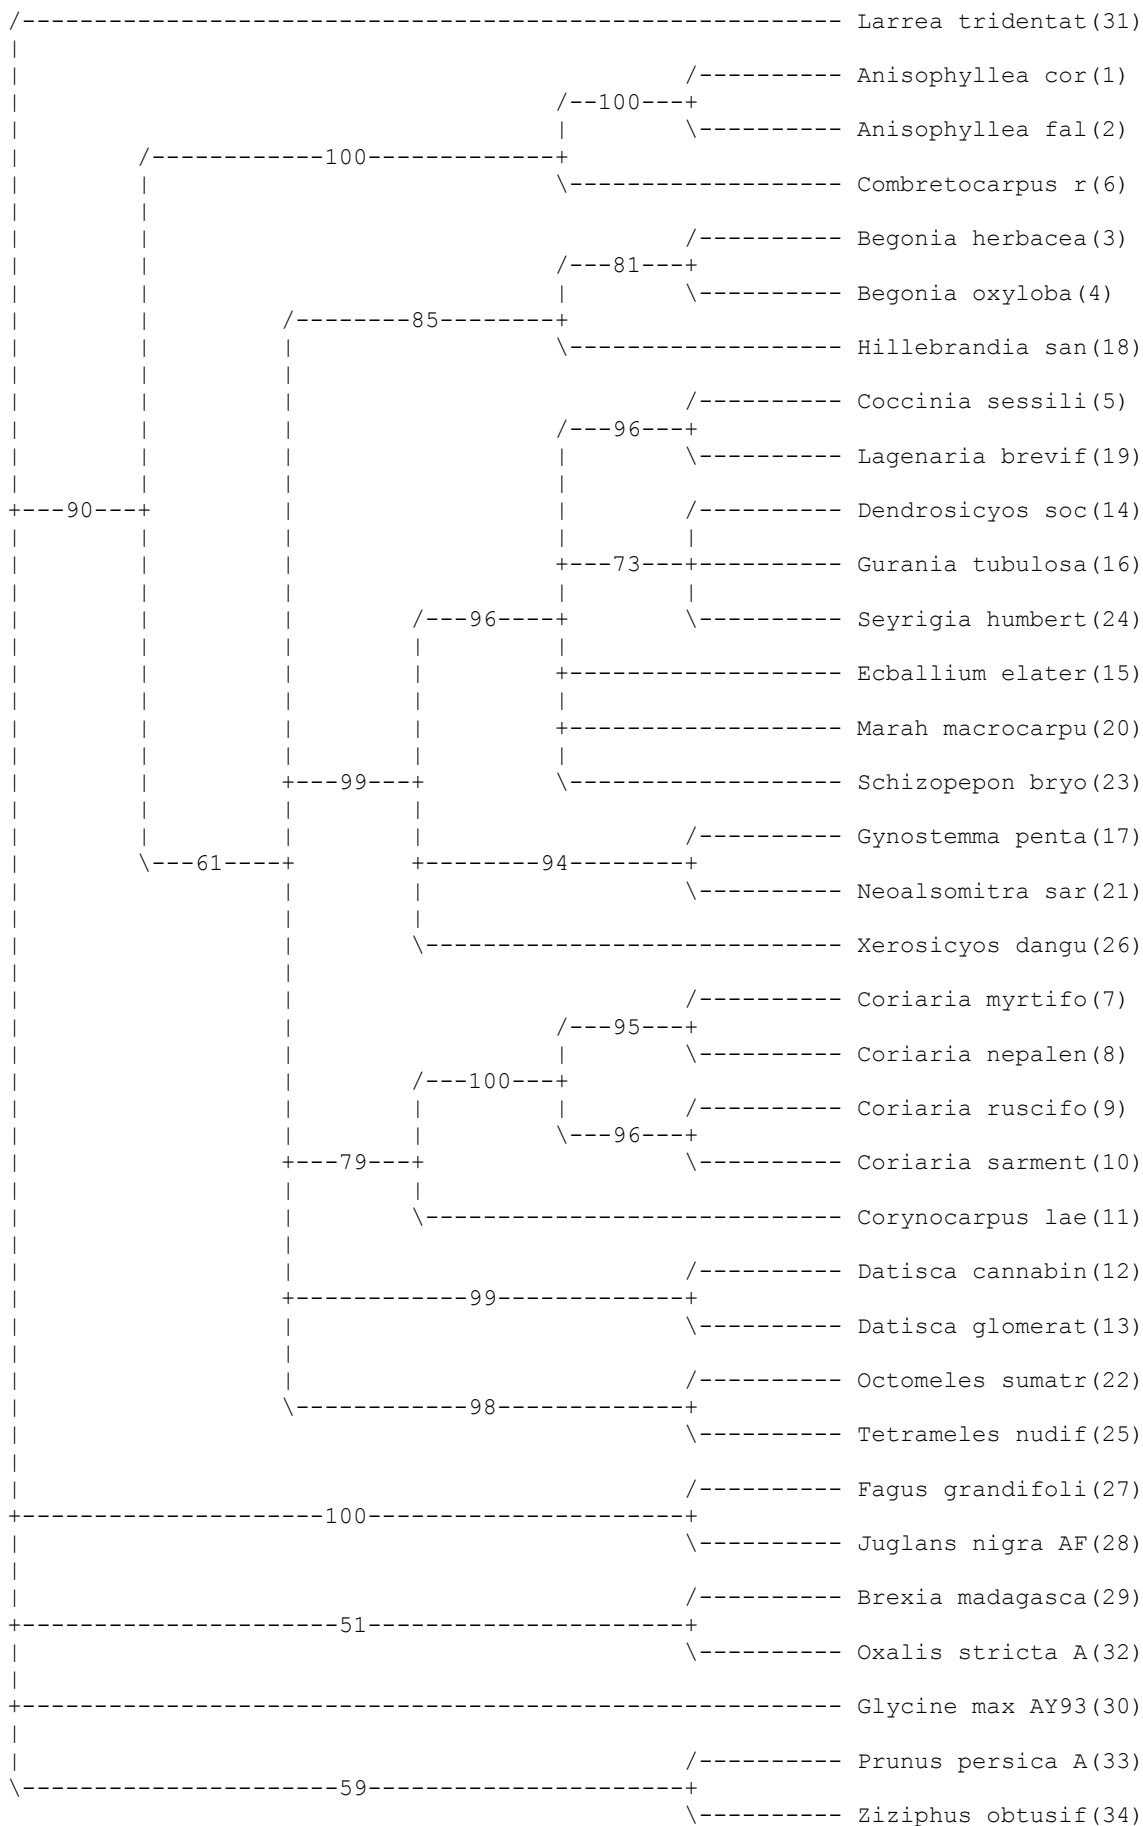 Larrea tridentat(31)
Anisophyllea cor(1)
100
Anisophyllea fal(2)
100
Combretocarpus r(6)
Begonia herbacea(3)
81
Begonia oxyloba(4)
85
Hillebrandia san(18)
Coccinia sessili(5)
96
Lagenaria brevif(19)
90 Dendrosicyos soc(14)
73 Gurania tubulosa(16)
96 Seyrigia humbert(24)
Ecballium elater(15)
Marah macrocarpu(20)
99 Schizopepon bryo(23)
Gynostemma penta(17)
61 94
Neoalsomitra sar(21)
Xerosicyos dangu(26)
Coriaria myrtifo(7)
95
Coriaria nepalen(8)
100
Coriaria ruscifo(9)
96
79 Coriaria sarment(10)
Corynocarpus lae(11)
Datisca cannabin(12)
99
Datisca glomerat(13)
Octomeles sumatr(22)
98
Tetrameles nudif(25)
Fagus grandifoli(27)
100
Juglans nigra AF(28)
Brexia madagasca(29)
51
Oxalis stricta A(32)
Glycine max AY93(30)
Prunus persica A(33)
59
Ziziphus obtusif(34)